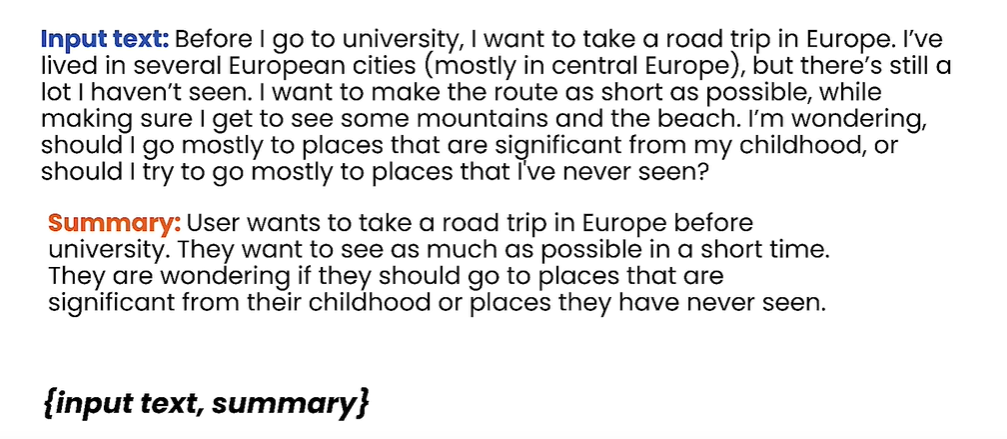 Input text: Before I go to university, I want to take a road trip in Europe. I've
lived in several European cities (mostly in central Europe), but there's still a
lot I haven't seen. I want to make the route as short as possible, while
making sure I get to see some mountains and the beach. I'm wondering,
should I go mostly to places that are significant from my childhood, or
should I try to go mostly to places that I've never seen?
Summary: User wants to take a road trip in Europe before
university. They want to see as much as possible in a short time.
They are wondering if they should go to places that are
significant from their childhood or places they have never seen.
{input text, summary}